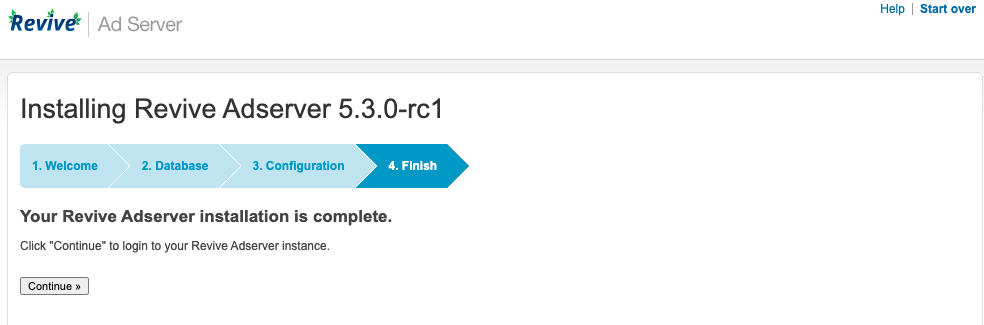 Revive Ad Server
Help | Start over
Installing Revive Adserver 5.3.0-rc1
1. Welcome 2. Database 3. Configuration 4. Finish
Your Revive Adserver installation is complete.
Click "Continue" to login to your Revive Adserver instance.
Continue »